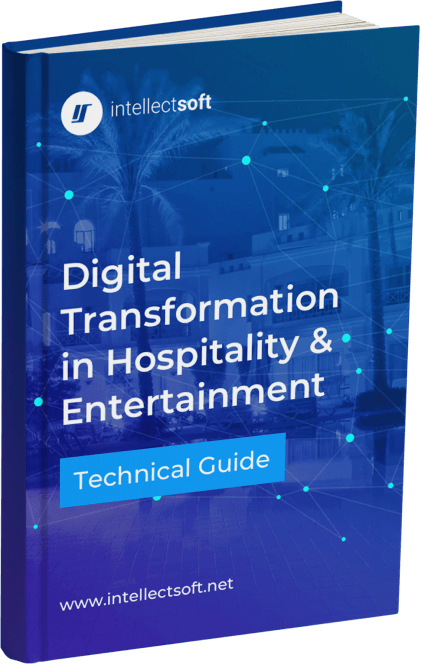 intellectsoft
Digital
Transformation
in Hospitality &
Entertainment
Technical Guide
www.intellectsoft.net